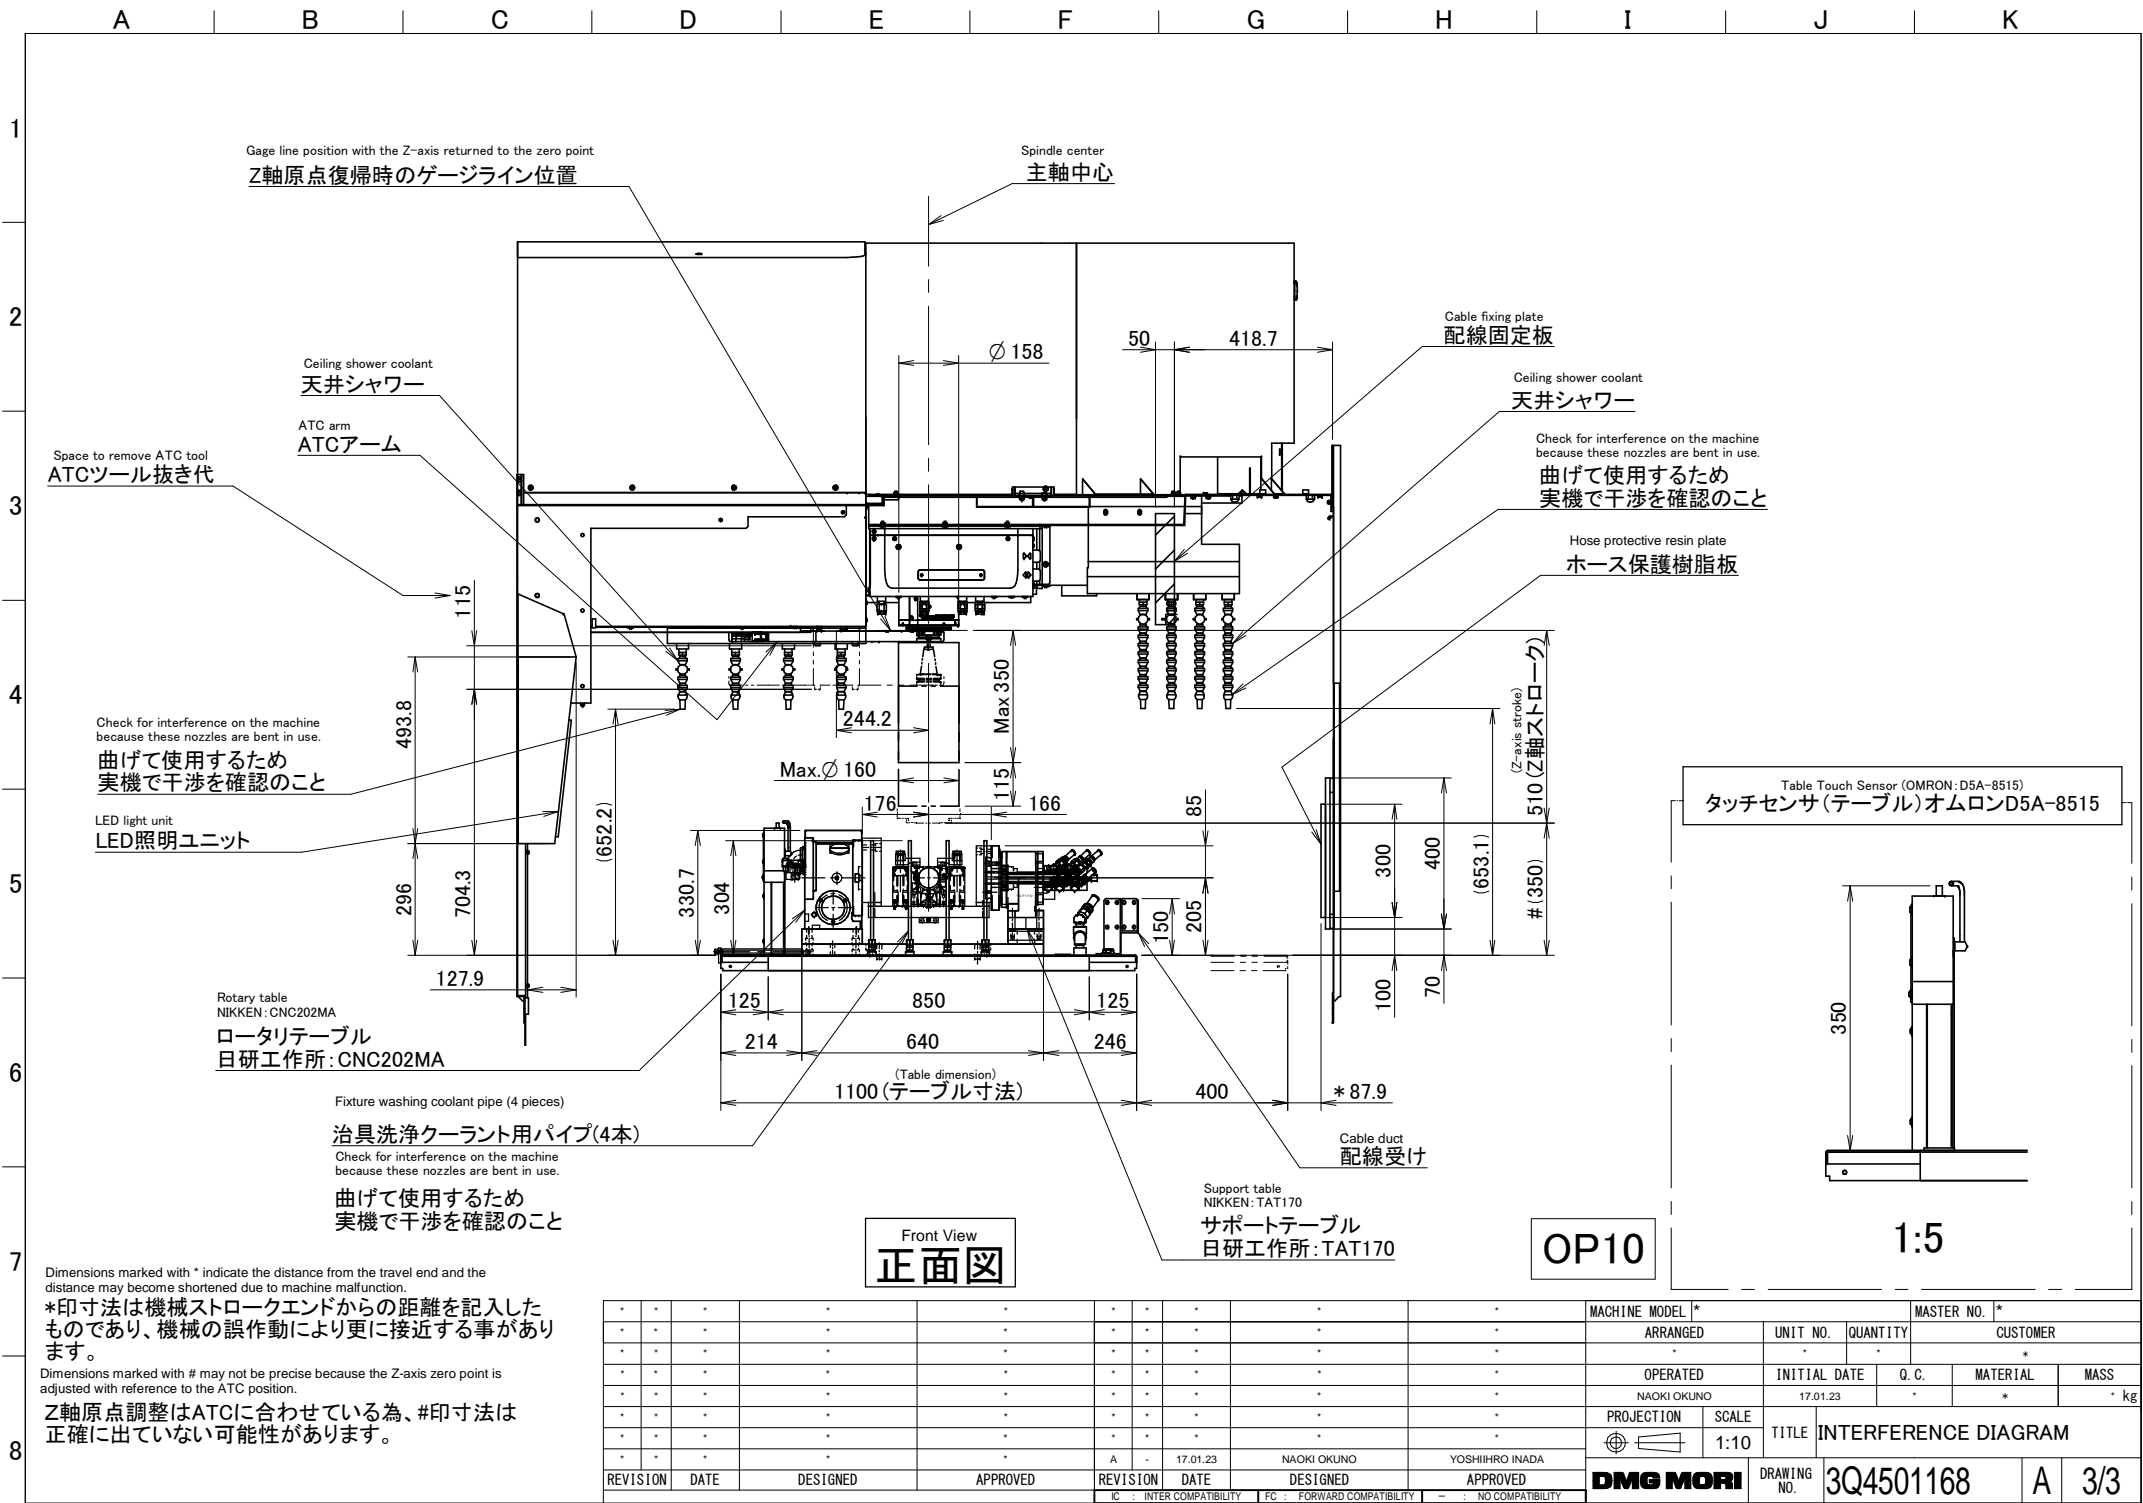 A B C D E F G H I J K
1
2
3
4
5
6
7
8
Gage line position with the Z-axis returned to the zero point
Z軸原点復帰時のゲージライン位置
Spindle center
主軸中心
Ceiling shower coolant
天井シャワー
ATC arm
ATCアーム
Space to remove ATC tool
ATCツール抜き代
Cable fixing plate
配線固定板
Ceiling shower coolant
天井シャワー
Check for interference on the machine
because these nozzles are bent in use.
曲げて使用するため
実機で干渉を確認のこと
Hose protective resin plate
ホース保護樹脂板
∅ 158
50
418.7
115
493.8
244.2
Max 350
Max.∅ 160
115
176
166
85
(Z-axis stroke)
510(Z軸ストローク)
Check for interference on the machine
because these nozzles are bent in use.
曲げて使用するため
実機で干渉を確認のこと
LED light unit
LED照明ユニット
(652.2)
296
704.3
330.7
304
150
205
300
400
(653.1)
#(350)
100
70
127.9
125
850
125
214
640
246
(Table dimension)
1100(テーブル寸法)
400
*87.9
Rotary table
NIKKEN:CNC202MA
ロータリテーブル
日研工作所:CNC202MA
Fixture washing coolant pipe (4 pieces)
治具洗浄クーラント用パイプ(4本)
Check for interference on the machine
because these nozzles are bent in use.
曲げて使用するため
実機で干渉を確認のこと
Cable duct
配線受け
Support table
NIKKEN:TAT170
サポートテーブル
日研工作所:TAT170
Front View
正面図
OP10
Table Touch Sensor (OMRON:D5A-8515)
タッチセンサ(テーブル)オムロンD5A-8515
350
1:5
Dimensions marked with * indicate the distance from the travel end and the
distance may become shortened due to machine malfunction.
*印寸法は機械ストロークエンドからの距離を記入した
ものであり、機械の誤作動により更に接近する事があり
ます。
Dimensions marked with # may not be precise because the Z-axis zero point is
adjusted with reference to the ATC position.
Z軸原点調整はATCに合わせている為、#印寸法は
正確に出ていない可能性があります。
* * * * * * * * * *
* * * * * * * * * *
* * * * * * * * * *
* * * * * * * * * *
* * * * * * * * * *
* * * * * * * * * *
* * * * * * * * * *
* * * * * A - 17.01.23 NAOKI OKUNO YOSHIIHRO INADA
REVISION DATE DESIGNED APPROVED REVISION DATE DESIGNED APPROVED
IC : INTER COMPATIBILITY FC : FORWARD COMPATIBILITY - : NO COMPATIBILITY
MACHINE MODEL * MASTER NO. *
ARRANGED UNIT NO. QUANTITY CUSTOMER
* * * *
OPERATED INITIAL DATE Q.C. MATERIAL MASS
NAOKI OKUNO 17.01.23 * * * kg
PROJECTION SCALE TITLE INTERFERENCE DIAGRAM
1:10
DMG MORI DRAWING NO. 3Q4501168 A 3/3